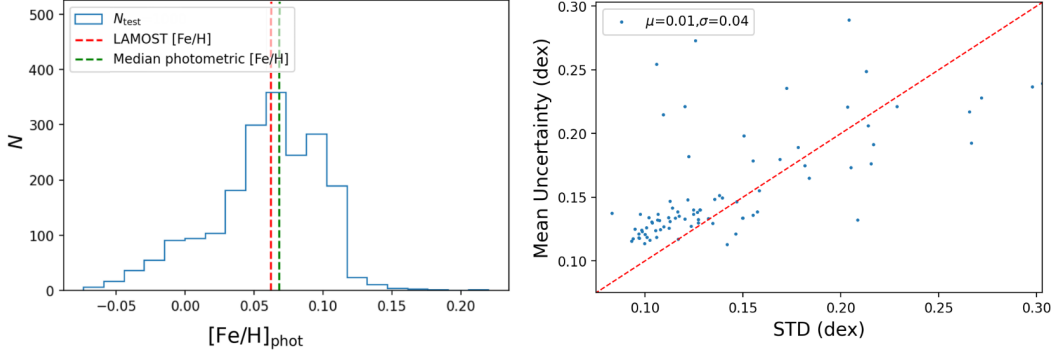 500
400
300
200
100
0
N
N_test
LAMOST [Fe/H]
Median photometric [Fe/H]
−0.05 0.00 0.05 0.10 0.15 0.20
[Fe/H]_phot
0.30
0.25
0.20
0.15
0.10
Mean Uncertainty (dex)
μ=0.01,σ=0.04
0.10 0.15 0.20 0.25 0.30
STD (dex)